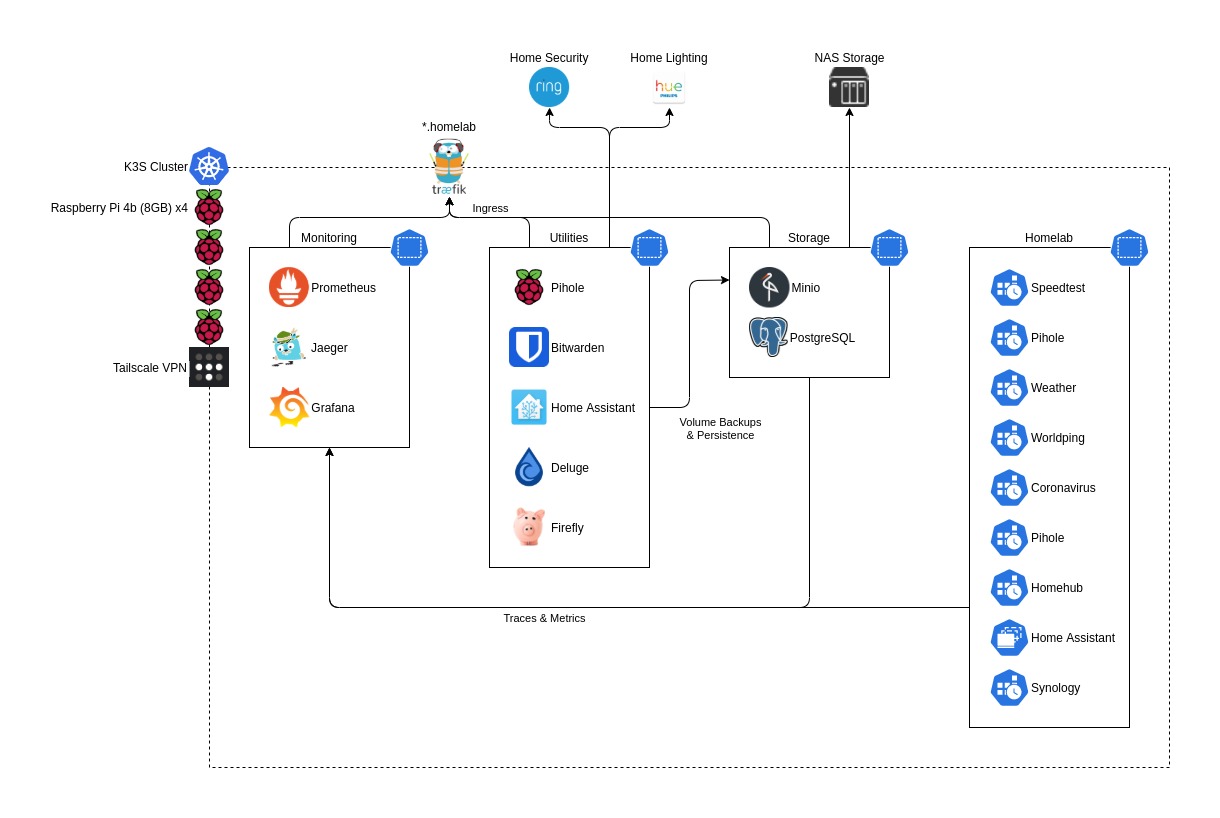 Home Security
Home Lighting
NAS Storage
ring
hue
PHILIPS
*.homelab
træfik
K3S Cluster
Raspberry Pi 4b (8GB) x4
Tailscale VPN
Ingress
Monitoring
Prometheus
Jaeger
Grafana
Utilities
Pihole
Bitwarden
Home Assistant
Deluge
Firefly
Storage
Minio
PostgreSQL
Volume Backups
& Persistence
Homelab
Speedtest
Pihole
Weather
Worldping
Coronavirus
Pihole
Homehub
Home Assistant
Synology
Traces & Metrics